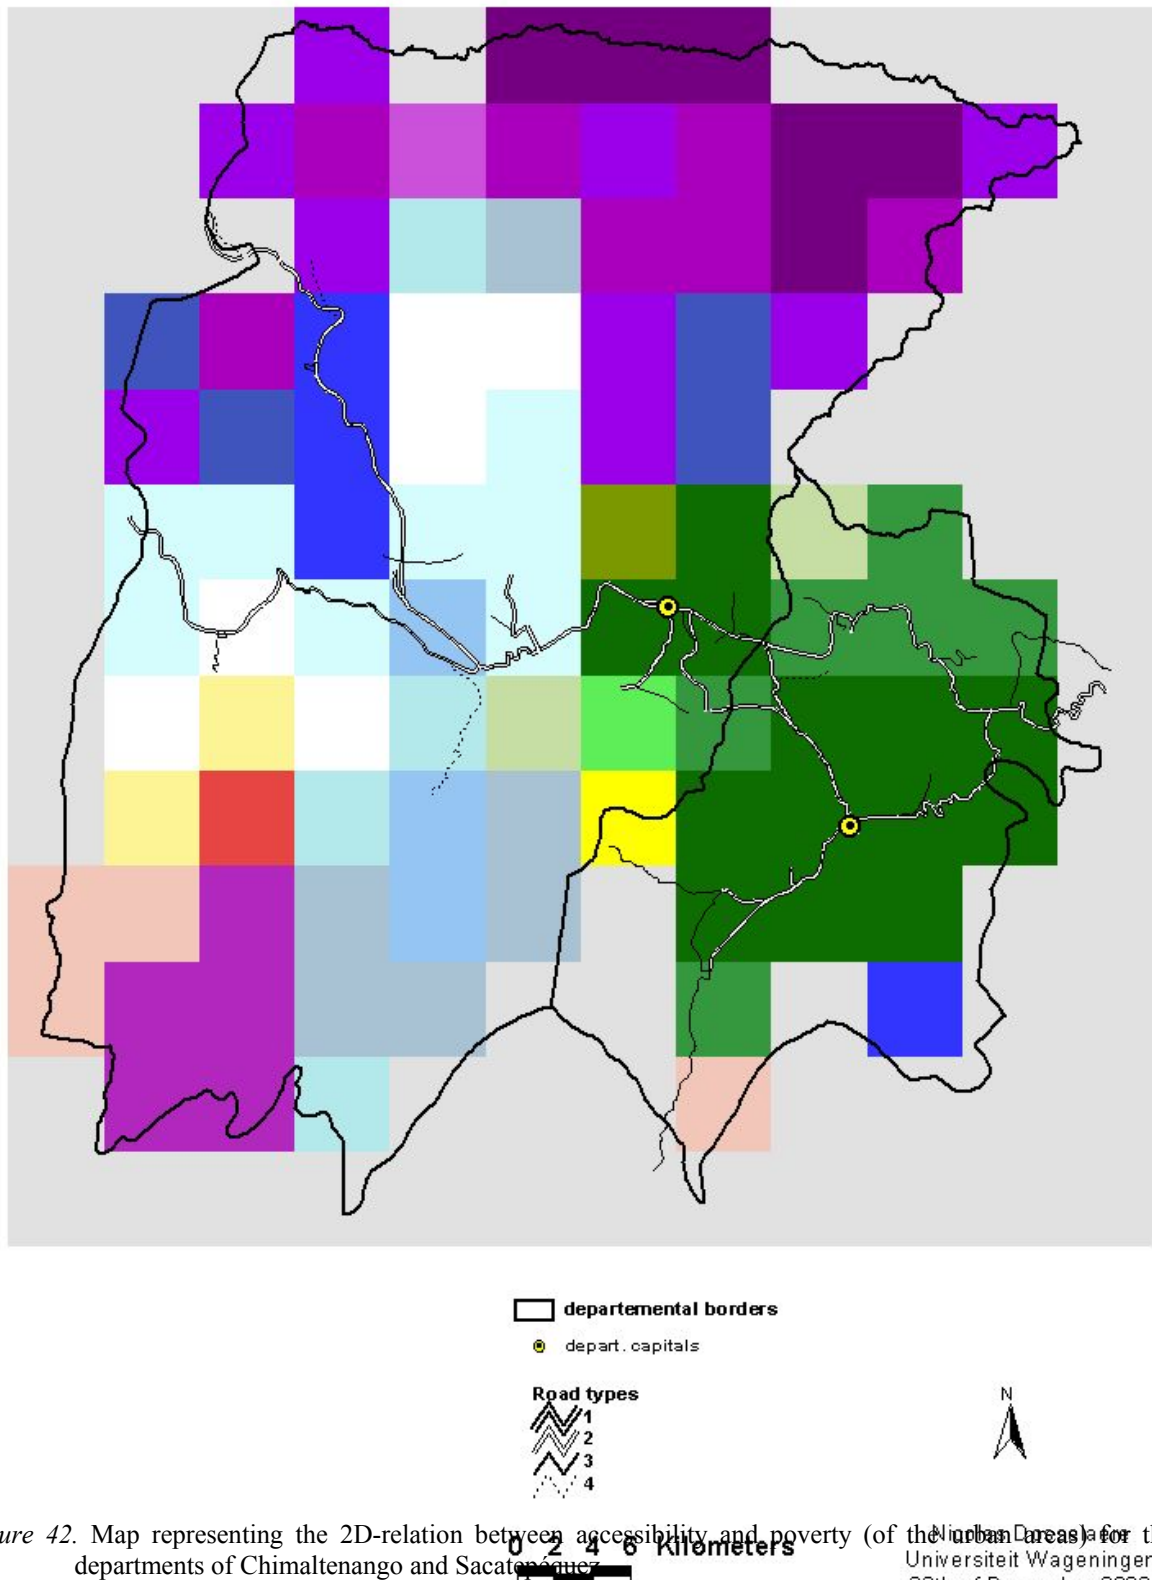 departemental borders
depart. capitals
Road types
1
2
3
4
N
ure 42. Map representing the 2D-relation between accessibility and poverty (of the urban areas) for th
departments of Chimaltenango and Sacatepéquez
0 2 4 6 Kilometers
Universiteit Wageningen